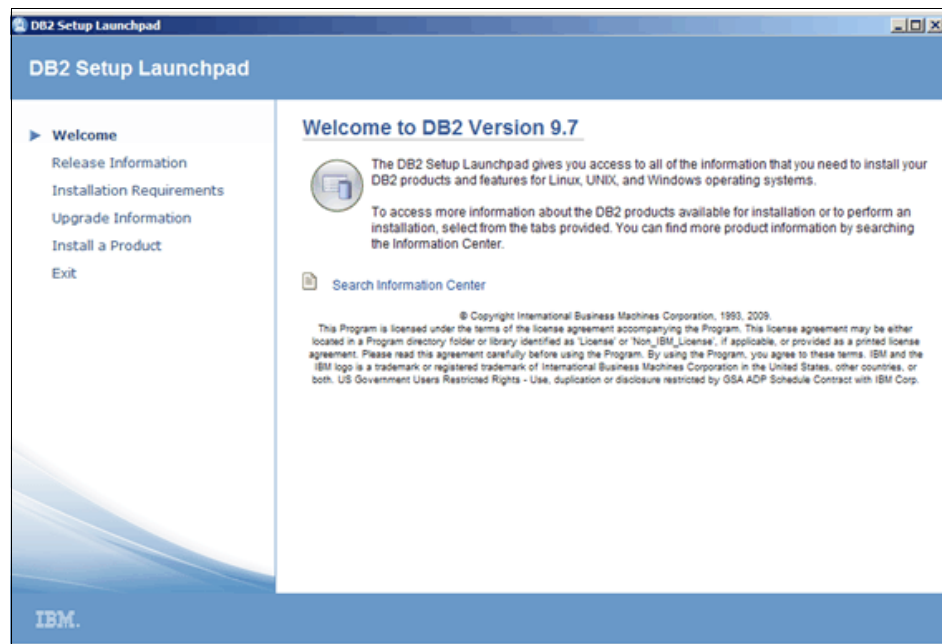 DB2 Setup Launchpad
DB2 Setup Launchpad
Welcome
Release Information
Installation Requirements
Upgrade Information
Install a Product
Exit
Welcome to DB2 Version 9.7
The DB2 Setup Launchpad gives you access to all of the information that you need to install your
DB2 products and features for Linux, UNIX, and Windows operating systems.
To access more information about the DB2 products available for installation or to perform an
installation, select from the tabs provided. You can find more product information by searching
the Information Center.
Search Information Center
© Copyright International Business Machines Corporation, 1993, 2009.
This Program is licensed under the terms of the license agreement accompanying the Program. This license agreement may be either
located in a Program directory folder or library identified as 'License' or 'Non_IBM_License', if applicable, or provided as a printed license
agreement. Please read this agreement carefully before using the Program. By using the Program, you agree to these terms. IBM and the
IBM logo is a trademark or registered trademark of International Business Machines Corporation in the United States, other countries, or
both. US Government Users Restricted Rights - Use, duplication or disclosure restricted by GSA ADP Schedule Contract with IBM Corp.
IBM.